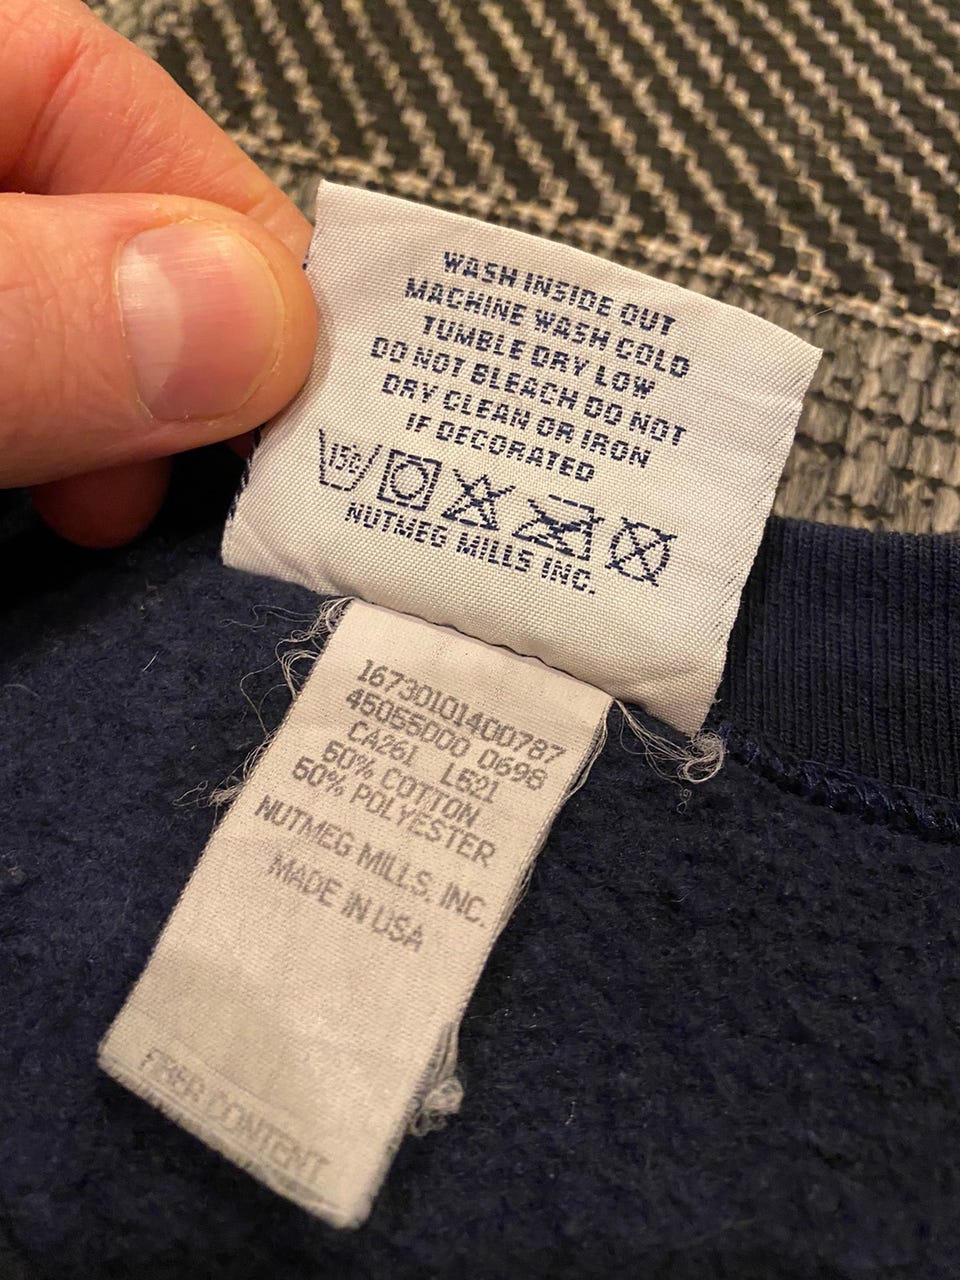 WASH INSIDE OUT
MACHINE WASH COLD
TUMBLE DRY LOW
DO NOT BLEACH DO NOT
DRY CLEAN OR IRON
IF DECORATED
NUTMEG MILLS INC.
16730101400787
45055000 0698
CA261 L621
50% COTTON
50% POLYESTER
NUTMEG MILLS, INC.
MADE IN USA
FIBER CONTENT